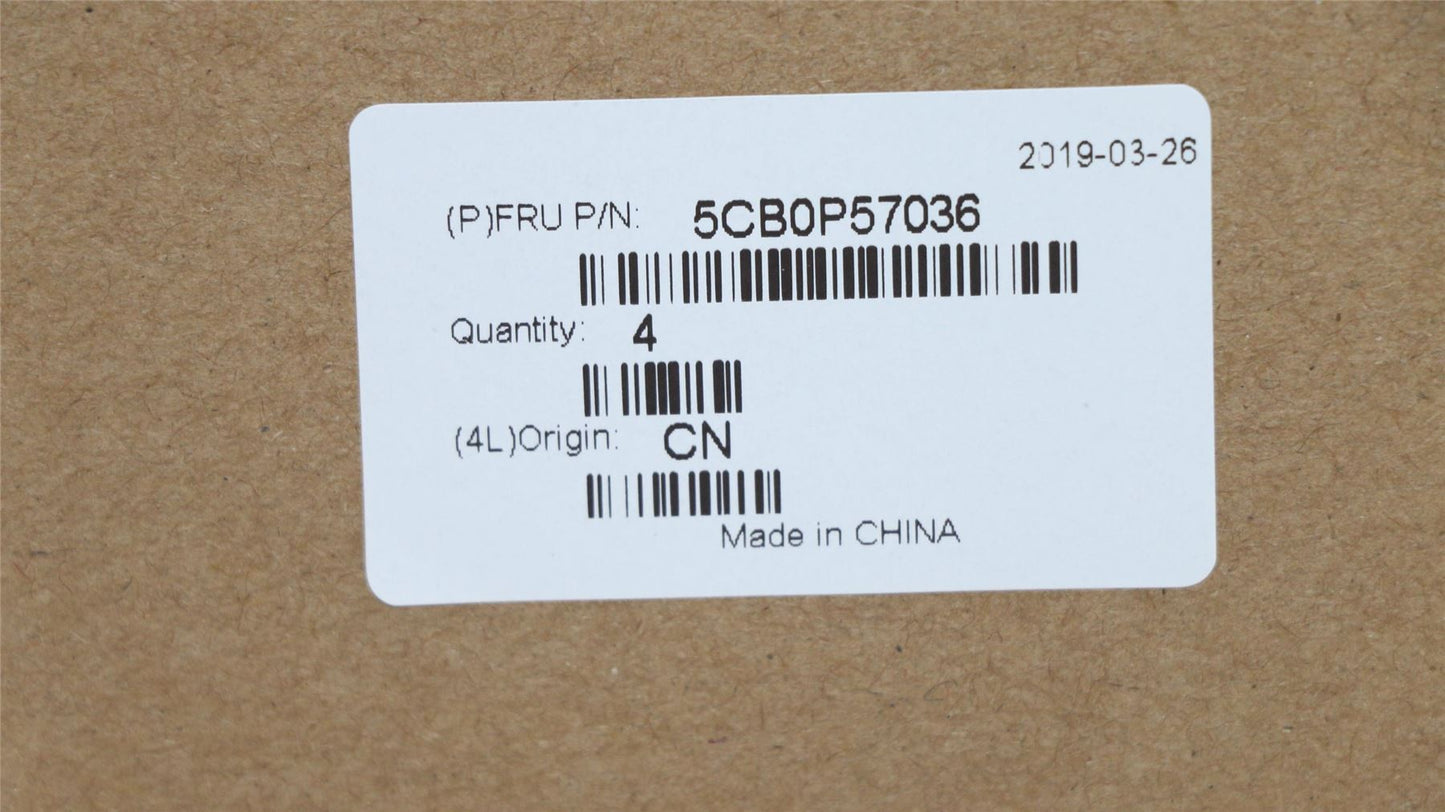 2019-03-26
(P)FRU P/N: 5CB0P57036
Quantity: 4
(4L)Origin: CN
Made in CHINA